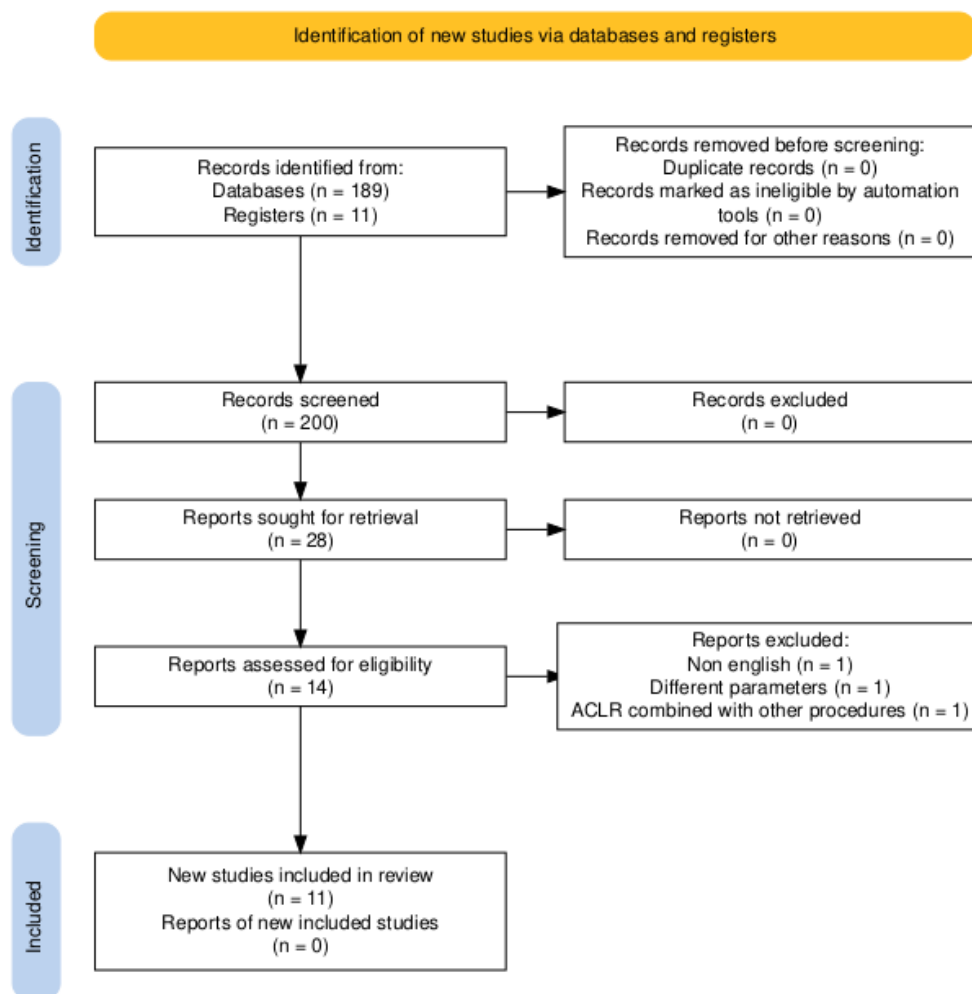 Identification of new studies via databases and registers
Identification
Records identified from:
Databases (n = 189)
Registers (n = 11)
Records removed before screening:
Duplicate records (n = 0)
Records marked as ineligible by automation
tools (n = 0)
Records removed for other reasons (n = 0)
Screening
Records screened
(n = 200)
Records excluded
(n = 0)
Reports sought for retrieval
(n = 28)
Reports not retrieved
(n = 0)
Reports assessed for eligibility
(n = 14)
Reports excluded:
Non english (n = 1)
Different parameters (n = 1)
ACLR combined with other procedures (n = 1)
Included
New studies included in review
(n = 11)
Reports of new included studies
(n = 0)